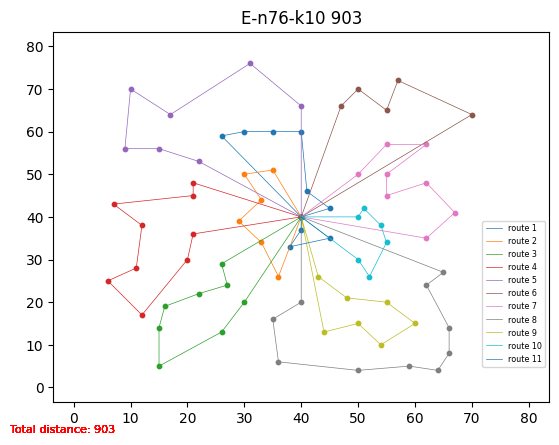 E-n76-k10 903
80
70
60
50
40
30
20
10
0
0 10 20 30 40 50 60 70 80
route 1
route 2
route 3
route 4
route 5
route 6
route 7
route 8
route 9
route 10
route 11
Total distance: 903